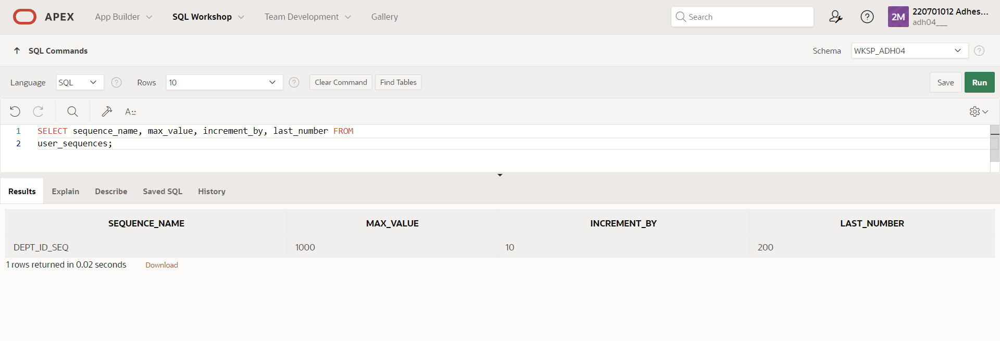 APEX App Builder SQL Workshop Team Development Gallery Search 2M 220701012 Adhes...
adh04___
SQL Commands Schema WKSP_ADH04 ?
Language SQL ? Rows 10 ? Clear Command Find Tables Save Run
A::
1 SELECT sequence_name, max_value, increment_by, last_number FROM
2 user_sequences;
Results Explain Describe Saved SQL History
SEQUENCE_NAME MAX_VALUE INCREMENT_BY LAST_NUMBER
DEPT_ID_SEQ 1000 10 200
1 rows returned in 0.02 seconds Download